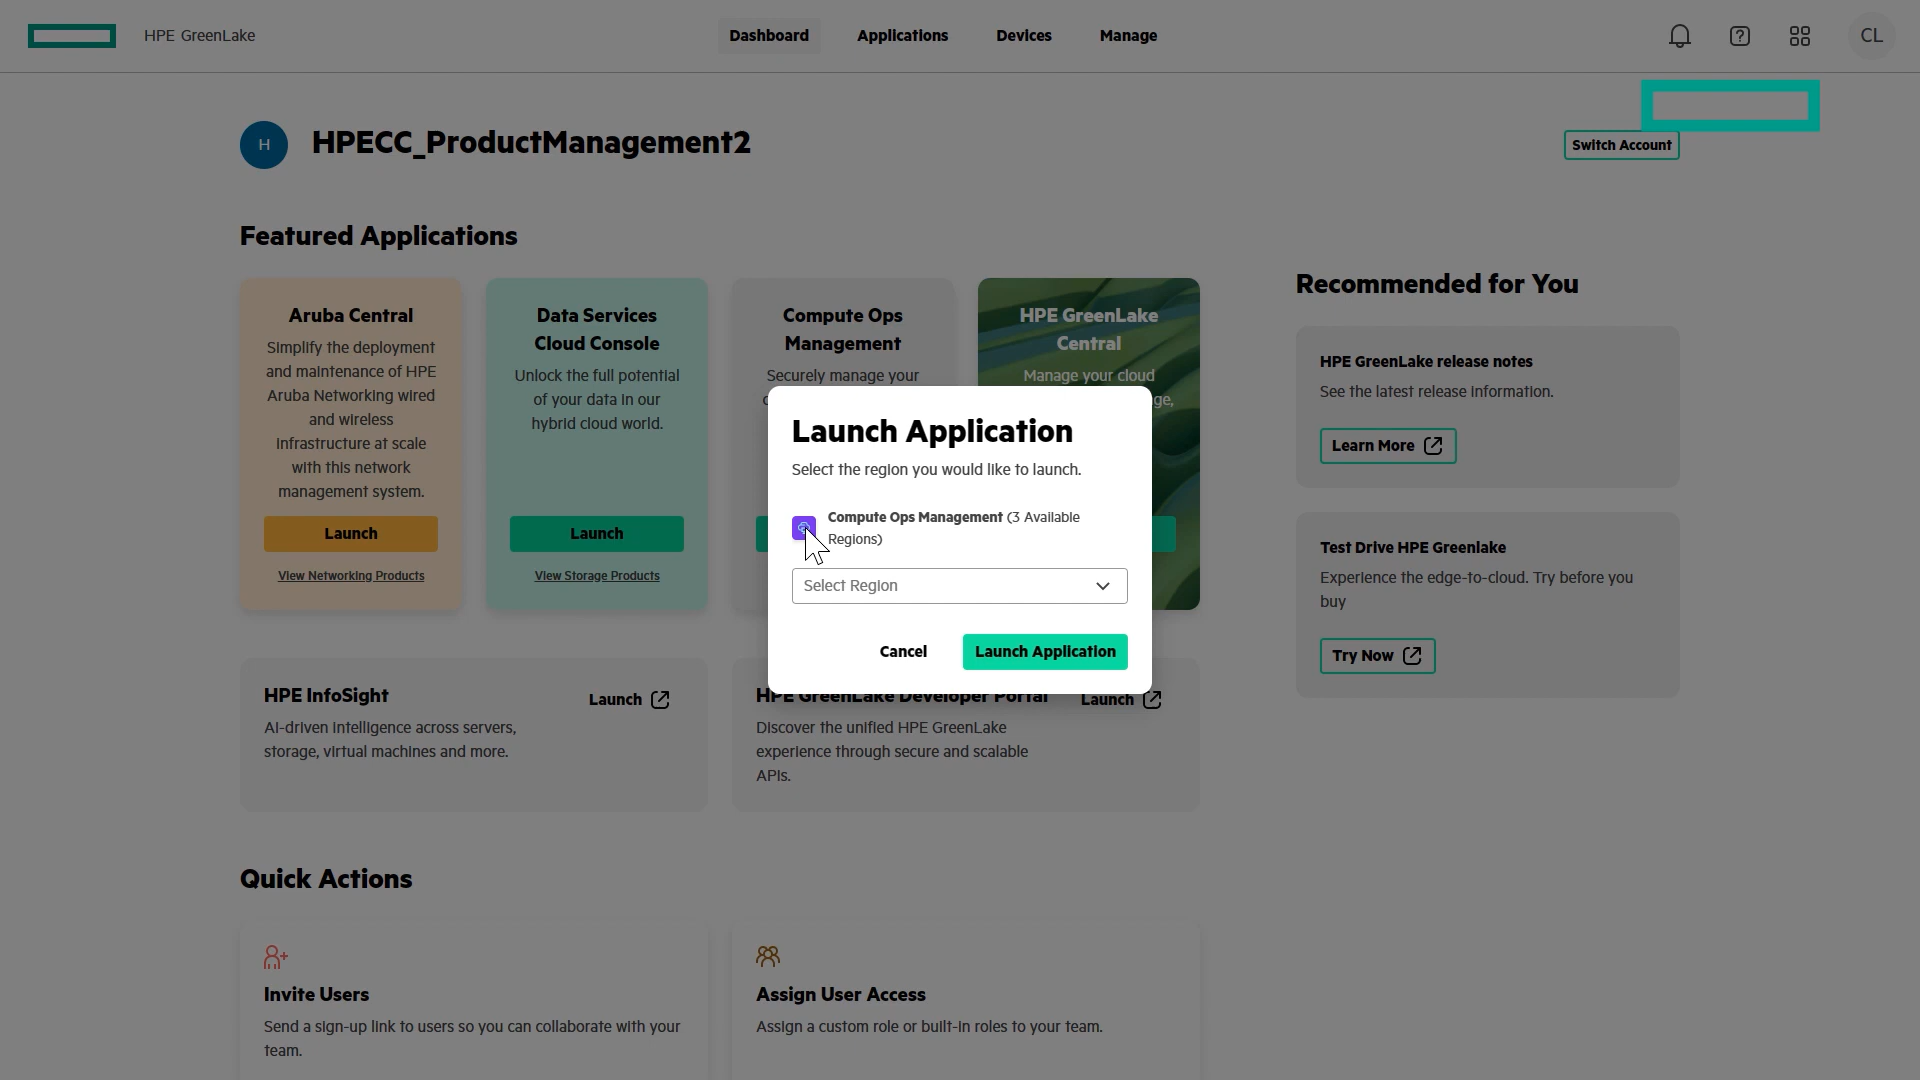 HPE GreenLake
Dashboard
Applications
Devices
Manage
CL
H
HPECC_ProductManagement2
Switch Account
Featured Applications
Aruba Central
Simplify the deployment
and maintenance of HPE
Aruba Networking wired
and wireless
infrastructure at scale
with this network
management system.
Launch
View Networking Products
Data Services
Cloud Console
Unlock the full potential
of your data in our
hybrid cloud world.
Launch
View Storage Products
Compute Ops
Management
Securely manage your
HPE GreenLake
Central
Manage your cloud
ge,
Launch Application
Select the region you would like to launch.
Compute Ops Management (3 Available
Regions)
Select Region
Cancel
Launch Application
Recommended for You
HPE GreenLake release notes
See the latest release information.
Learn More
Test Drive HPE Greenlake
Experience the edge-to-cloud. Try before you
buy
Try Now
HPE InfoSight
Launch
AI-driven intelligence across servers,
storage, virtual machines and more.
HPE GreenLake Developer Portal
Launch
Discover the unified HPE GreenLake
experience through secure and scalable
APIs.
Quick Actions
Invite Users
Send a sign-up link to users so you can collaborate with your
team.
Assign User Access
Assign a custom role or built-in roles to your team.